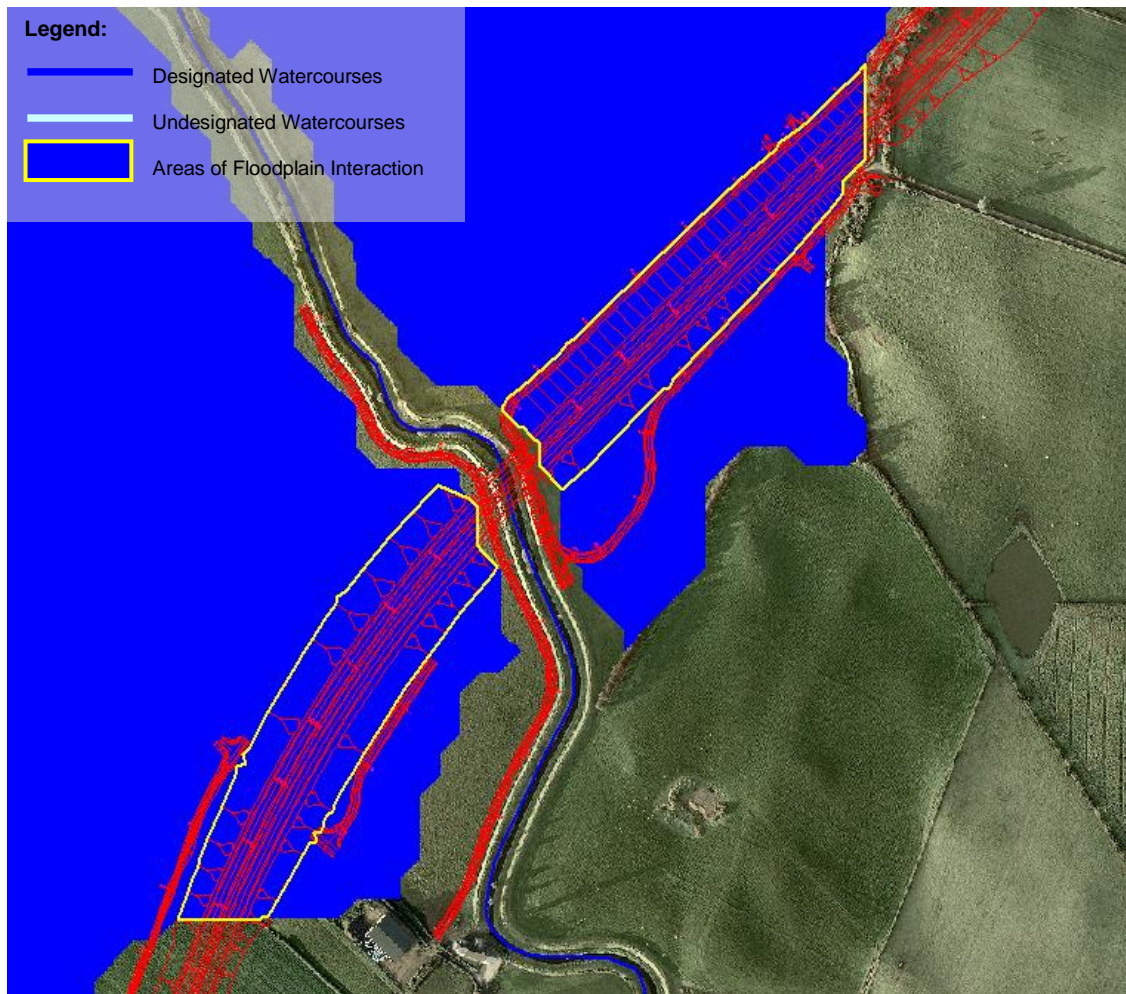 Legend:
Designated Watercourses
Undesignated Watercourses
Areas of Floodplain Interaction